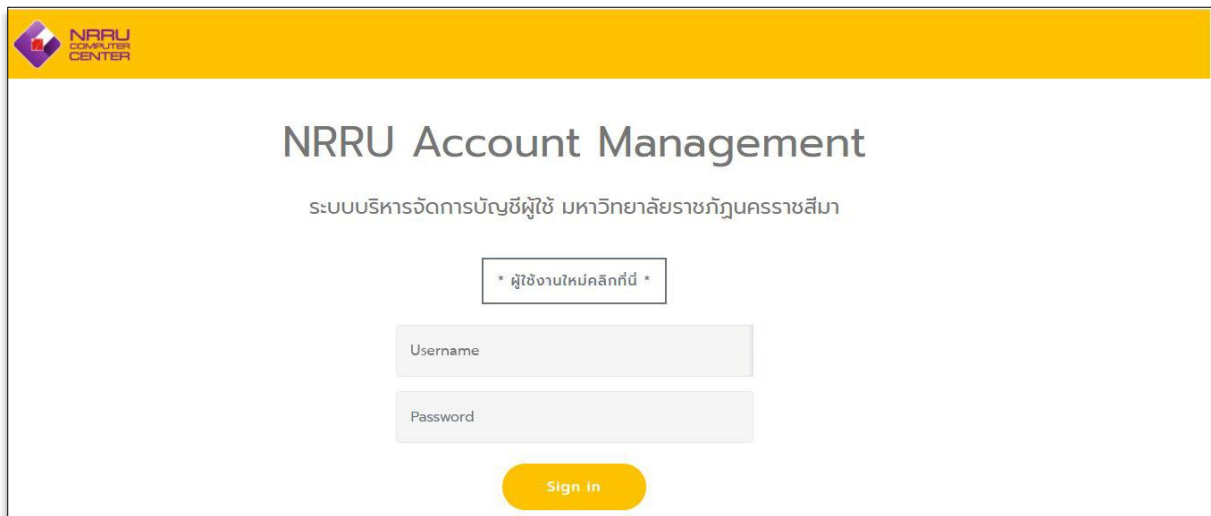 NRRU
COMPUTER
CENTER
NRRU Account Management
ระบบบริหารจัดการบัญชีผู้ใช้ มหาวิทยาลัยราชภัฏนครราชสีมา
* ผู้ใช้งานใหม่คลิกที่นี่ *
Username
Password
Sign in